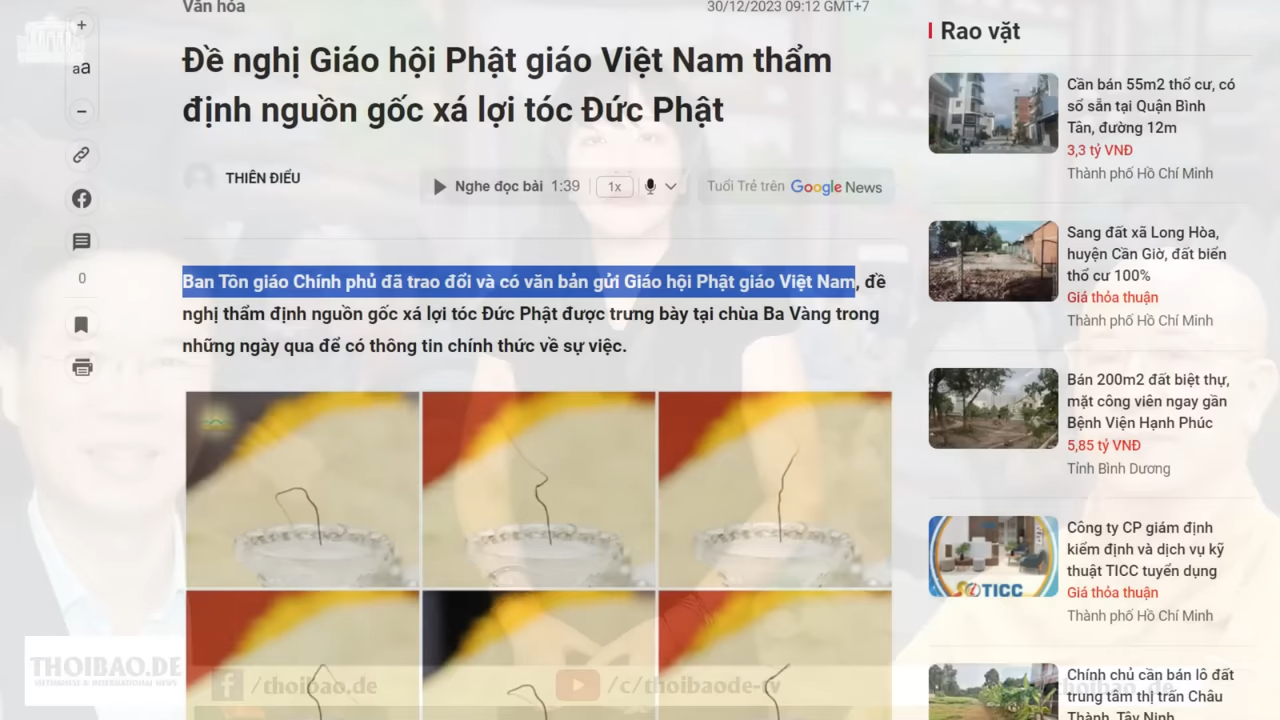 Văn hóa
30/12/2023 09:12 GMT+7
+
aA
−
0
Đề nghị Giáo hội Phật giáo Việt Nam thẩm
định nguồn gốc xá lợi tóc Đức Phật
THIÊN ĐIỂU
Nghe đọc bài 1:39
1x
Tuổi Trẻ trên Google News
Ban Tôn giáo Chính phủ đã trao đổi và có văn bản gửi Giáo hội Phật giáo Việt Nam, đề
nghị thẩm định nguồn gốc xá lợi tóc Đức Phật được trưng bày tại chùa Ba Vàng trong
những ngày qua để có thông tin chính thức về sự việc.
Rao vặt
Cần bán 55m2 thổ cư, có
sổ sẵn tại Quận Bình
Tân, đường 12m
3,3 tỷ VNĐ
Thành phố Hồ Chí Minh
Sang đất xã Long Hòa,
huyện Cần Giờ, đất biển
thổ cư 100%
Giá thỏa thuận
Thành phố Hồ Chí Minh
Bán 200m2 đất biệt thự,
mặt công viên ngay gần
Bệnh Viện Hạnh Phúc
5,85 tỷ VNĐ
Tỉnh Bình Dương
TICC
Công ty CP giám định
kiểm định và dịch vụ kỹ
thuật TICC tuyển dụng
Giá thỏa thuận
Thành phố Hồ Chí Minh
Chính chủ cần bán lô đất
trung tâm thị trấn Châu
Thành, Tây Ninh
THOIBAO.DE
VIETNAMESE & INTERNATIONAL NEWS
/thoibao.de
/c/thoibaode-tv
thoibao.de